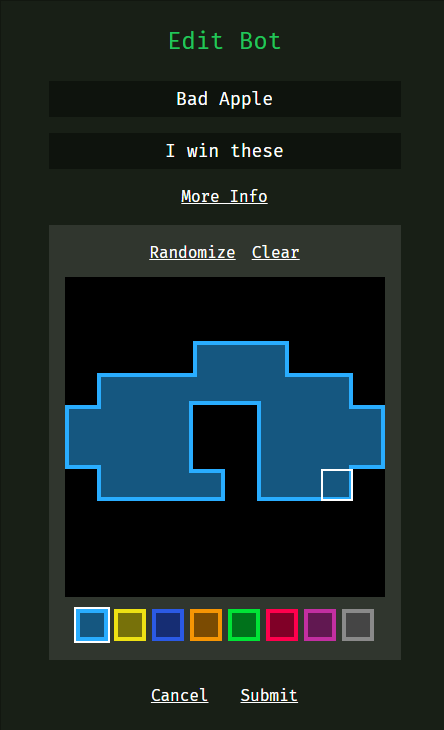 Edit Bot
Bad Apple
I win these
More Info
Randomize Clear
Cancel Submit